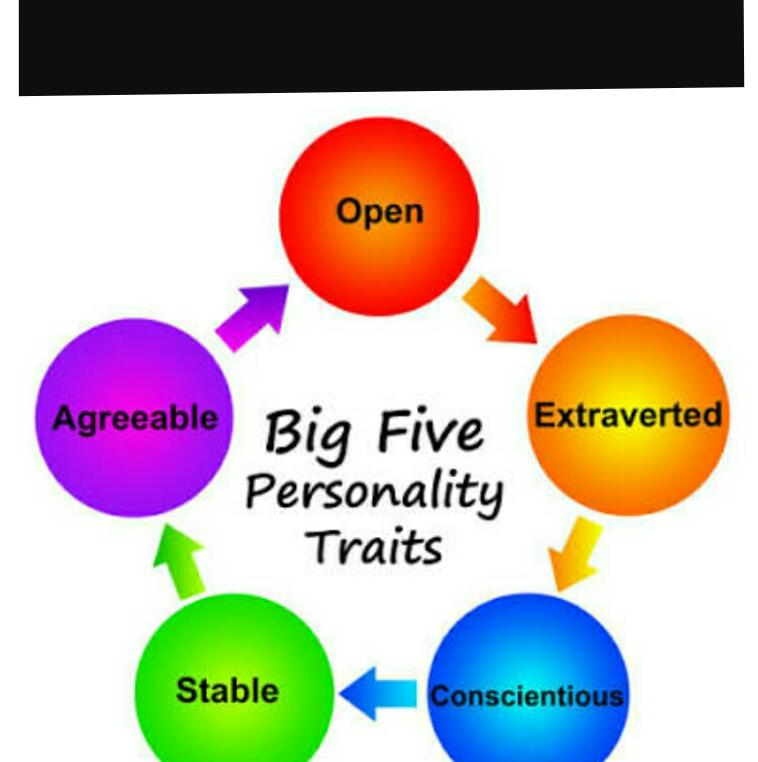 Open
Extraverted
Agreeable
Big Five
Personality
Traits
Stable
Conscientious